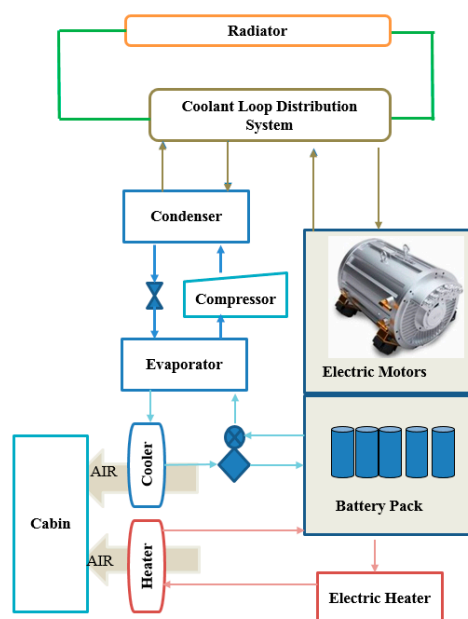 Radiator
Coolant Loop Distribution
System
Condenser
Compressor
Evaporator
Electric Motors
Cooler
AIR
Cabin
Battery Pack
Heater
AIR
Electric Heater